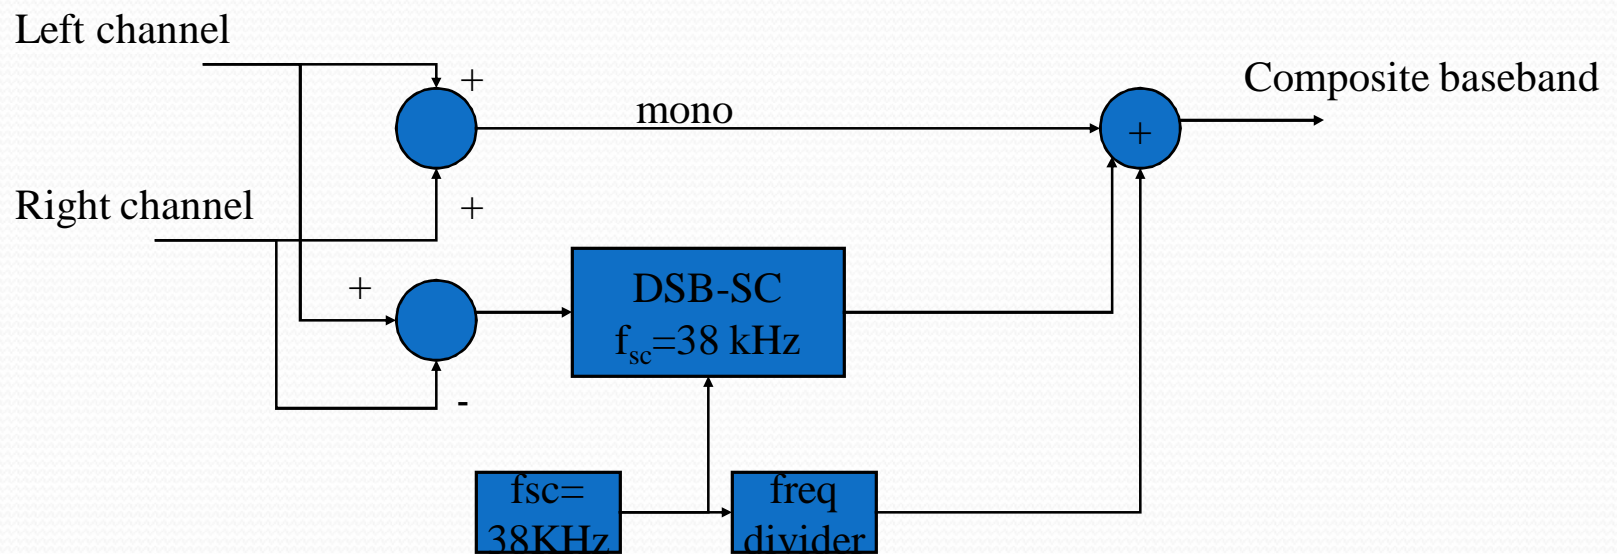 Left channel
+
Composite baseband
mono
+
Right channel
+
+
DSB-SC
fsc=38 kHz
-
fsc=
38KHz
freq
divider